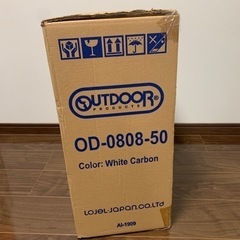 OUTDOOR
PRODUCTS
OD-0808-50
Color: White Carbon
LOJEL-JAPAN.CO.Ltd
AI-1909